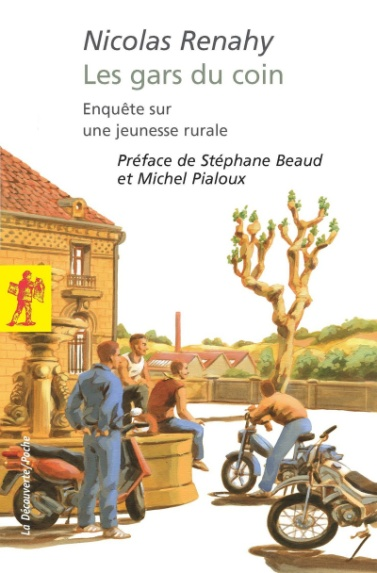 Nicolas Renahy
Les gars du coin
Enquête sur
une jeunesse rurale
Préface de Stéphane Beaud
et Michel Pialoux
La Découverte/Poche